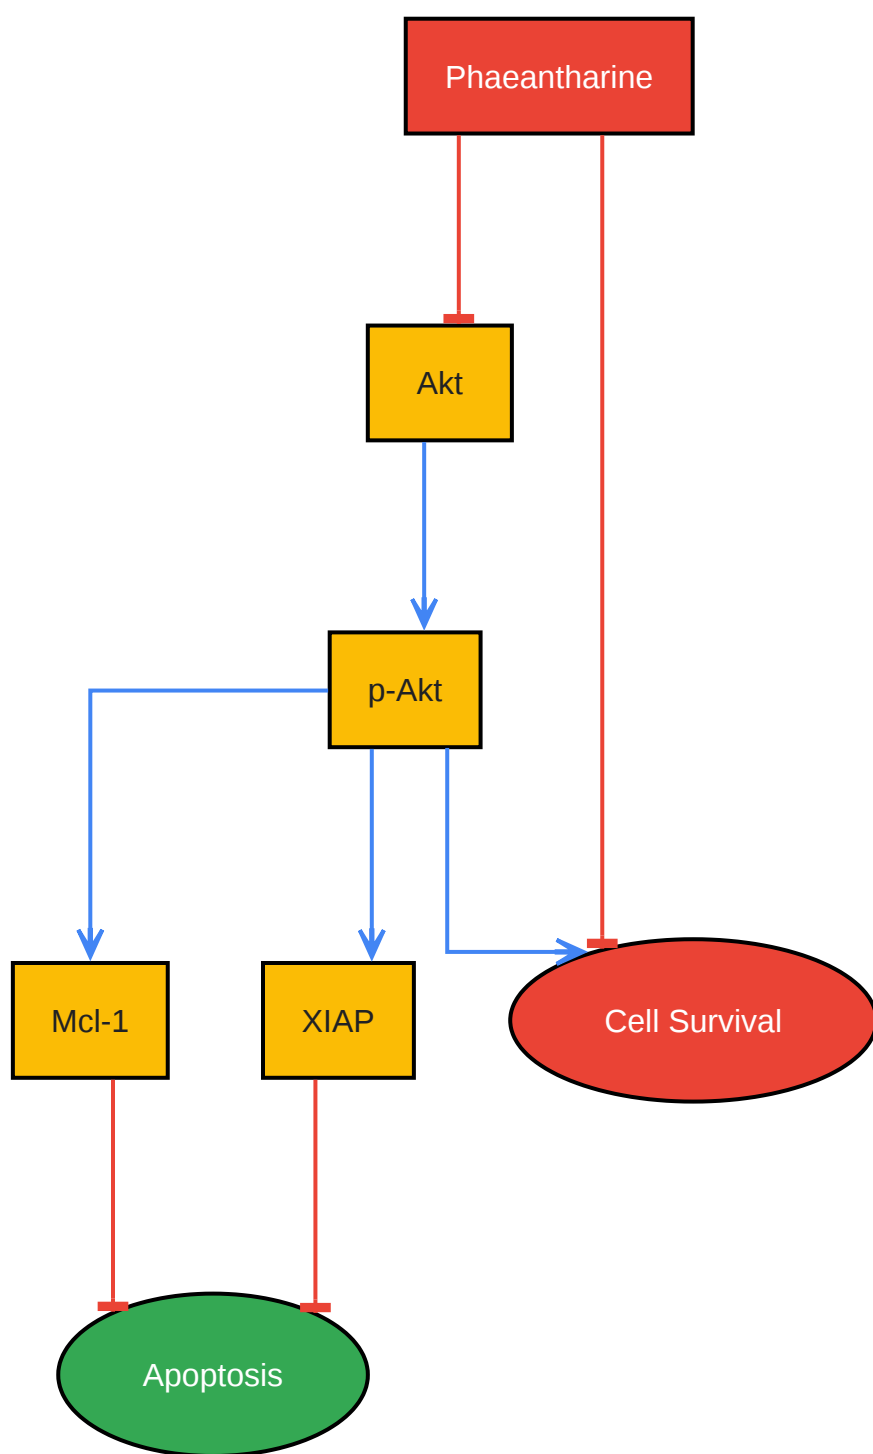 Phaeantharine
Akt
p-Akt
Mcl-1
XIAP
Cell Survival
Apoptosis